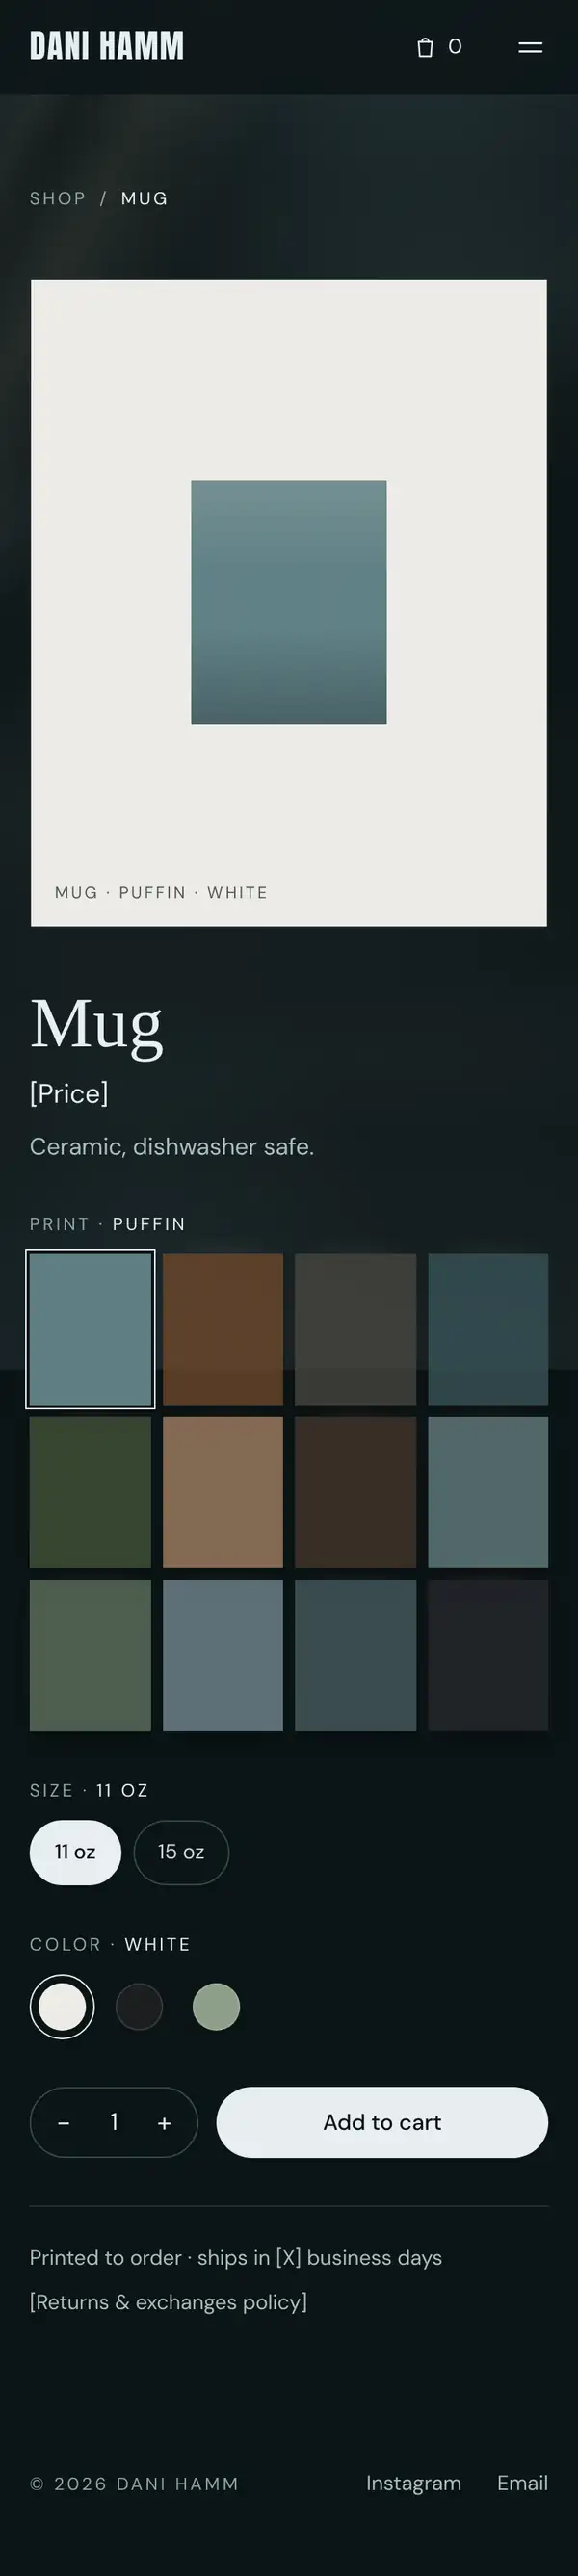 DANI HAMM 0
SHOP / MUG
MUG · PUFFIN · WHITE
Mug
[Price]
Ceramic, dishwasher safe.
PRINT · PUFFIN
SIZE · 11 OZ
11 oz 15 oz
COLOR · WHITE
− 1 + Add to cart
Printed to order · ships in [X] business days
[Returns & exchanges policy]
© 2026 DANI HAMM Instagram Email